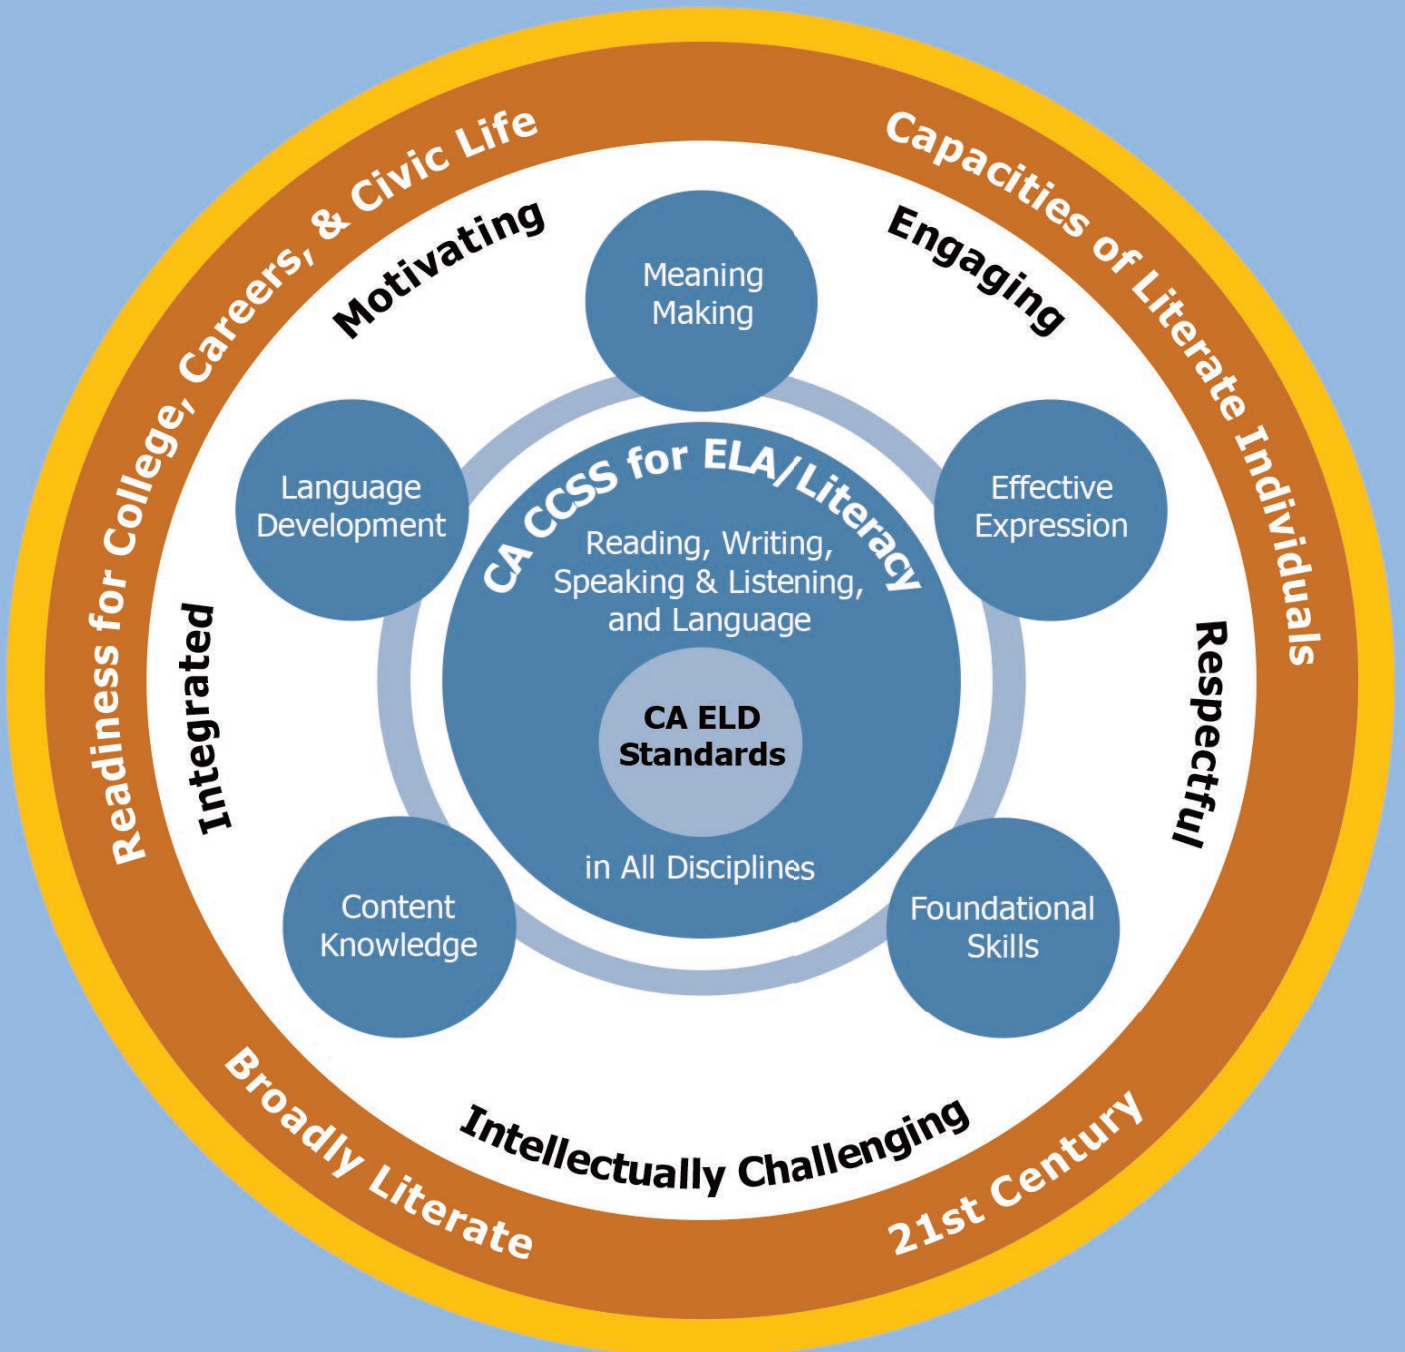 Readiness for College, Careers, & Civic Life
Capacities of Literate Individuals
Motivating
Engaging
Meaning
Making
Language
Development
Effective
Expression
CA CCSS for ELA/Literacy
Reading, Writing,
Speaking & Listening,
and Language
CA ELD
Standards
in All Disciplines
Integrated
Respectful
Content
Knowledge
Foundational
Skills
Intellectually Challenging
Broadly Literate
21st Century